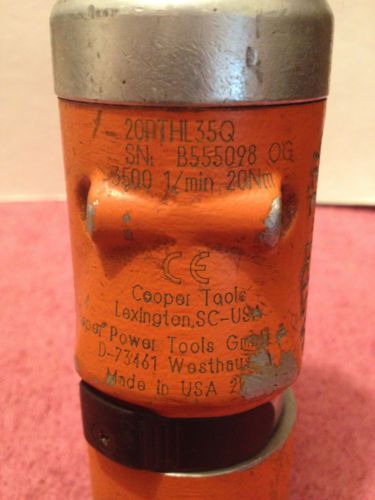 20RTHL35Q
SN: B555098 OG
3500 1/min 20Nm
CE
Cooper Tools
Lexington, SC-USA
Power Tools GmbH
D-73461
Made in USA